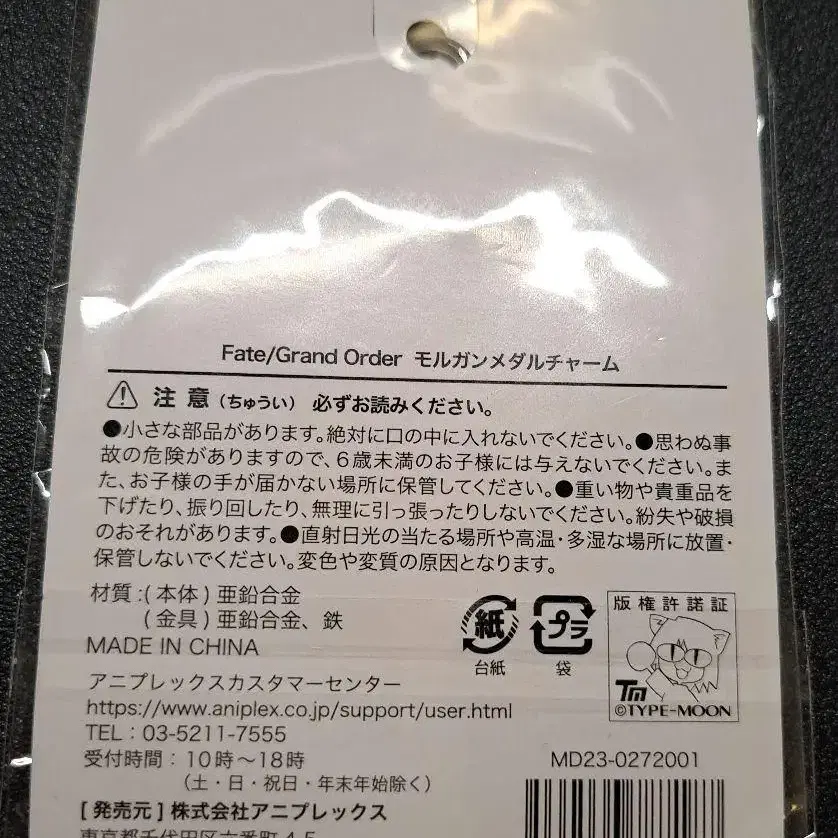 Fate/Grand Order モルガンメダルチャーム
注意(ちゅうい) 必ずお読みください。
●小さな部品があります。絶対に口の中に入れないでください。●思わぬ事
故の危険がありますので、6歳未満のお子様には与えないでください。ま
た、お子様の手が届かない場所に保管してください。●重い物や貴重品を
下げたり、振り回したり、無理に引っ張ったりしないでください。紛失や破損
のおそれがあります。●直射日光の当たる場所や高温・多湿な場所に放置・
保管しないでください。変色や変質の原因となります。
材質:(本体)亜鉛合金
(金具)亜鉛合金、鉄
MADE IN CHINA
紙
台紙
プラ
袋
版権許諾証
TM
©TYPE-MOON
アニプレックスカスタマーセンター
https://www.aniplex.co.jp/support/user.html
TEL:03-5211-7555
受付時間:10時〜18時
(土・日・祝日・年末年始除く)
MD23-0272001
[発売元]株式会社アニプレックス
東京都千代田区六番町4-5